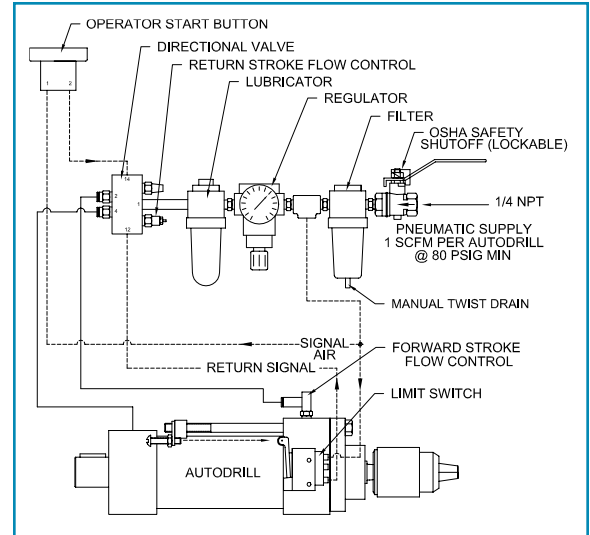 OPERATOR START BUTTON
DIRECTIONAL VALVE
RETURN STROKE FLOW CONTROL
LUBRICATOR
REGULATOR
FILTER
OSHA SAFETY
SHUTOFF (LOCKABLE)
1 2
14
2
1
4
12
1/4 NPT
PNEUMATIC SUPPLY
1 SCFM PER AUTODRILL
@ 80 PSIG MIN
MANUAL TWIST DRAIN
SIGNAL
AIR
FORWARD STROKE
FLOW CONTROL
RETURN SIGNAL
LIMIT SWITCH
AUTODRILL